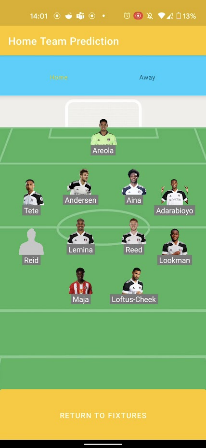 14:01
13%
Home Team Prediction
Home
Away
Areola
Tete
Andersen
Aina
Adarabioyo
Reid
Lemina
Reed
Lookman
Maja
Loftus-Cheek
RETURN TO FIXTURES